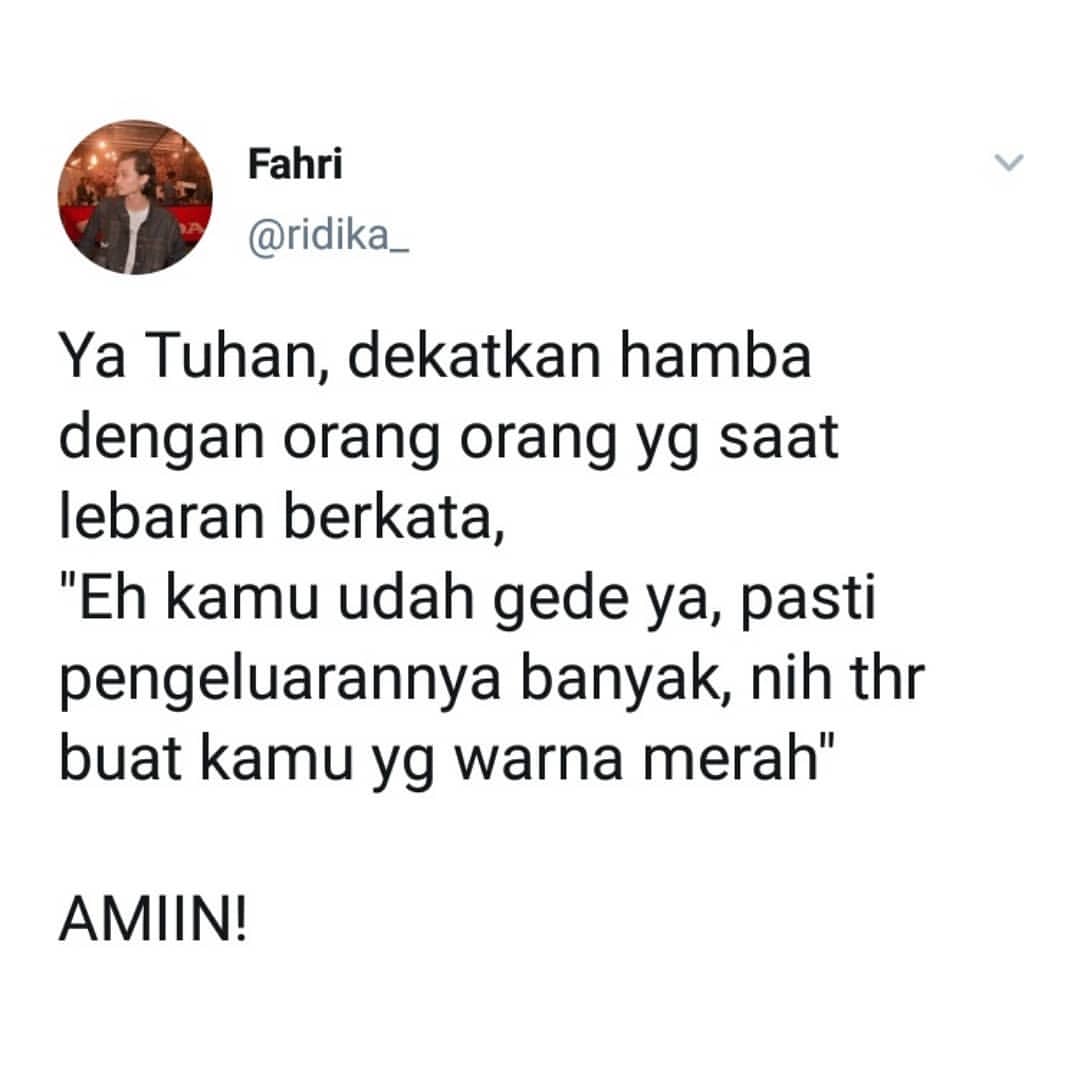 Fahri
@ridika_
Ya Tuhan, dekatkan hamba
dengan orang orang yg saat
lebaran berkata,
"Eh kamu udah gede ya, pasti
pengeluarannya banyak, nih thr
buat kamu yg warna merah"
AMIIN!